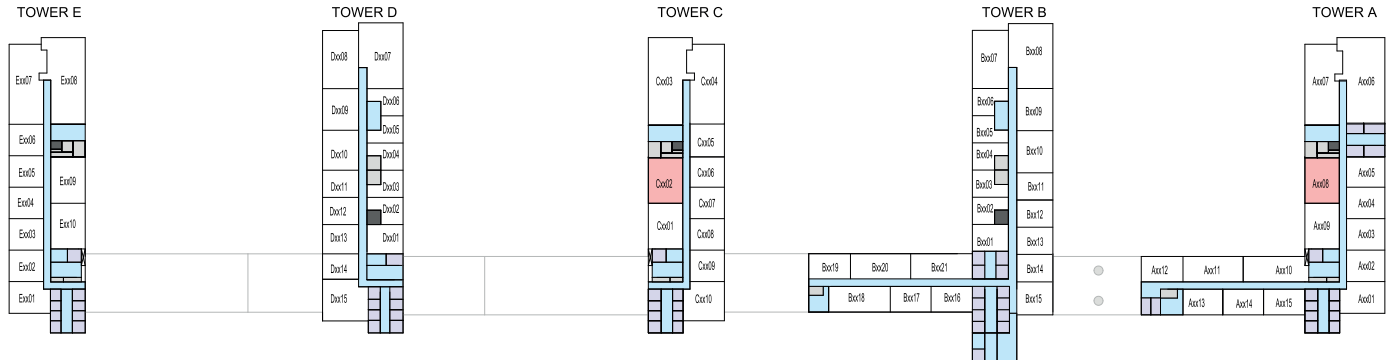 TOWER E
TOWER D
TOWER C
TOWER B
TOWER A
Exx07
Exx08
Exx06
Exx05
Exx09
Exx04
Exx10
Exx03
Exx02
Exx01
Dxx08
Dxx07
Dxx09
Dxx06
Dxx05
Dxx10
Dxx04
Dxx11
Dxx03
Dxx12
Dxx02
Dxx13
Dxx01
Dxx14
Dxx15
Cxx03
Cxx04
Cxx05
Cxx02
Cxx06
Cxx07
Cxx01
Cxx08
Cxx09
Cxx10
Bxx07
Bxx08
Bxx06
Bxx09
Bxx05
Bxx04
Bxx10
Bxx03
Bxx11
Bxx02
Bxx12
Bxx01
Bxx13
Bxx19
Bxx20
Bxx21
Bxx14
Bxx18
Bxx17
Bxx16
Bxx15
Axx07
Axx06
Axx08
Axx05
Axx04
Axx09
Axx03
Axx12
Axx11
Axx10
Axx02
Axx13
Axx14
Axx15
Axx01